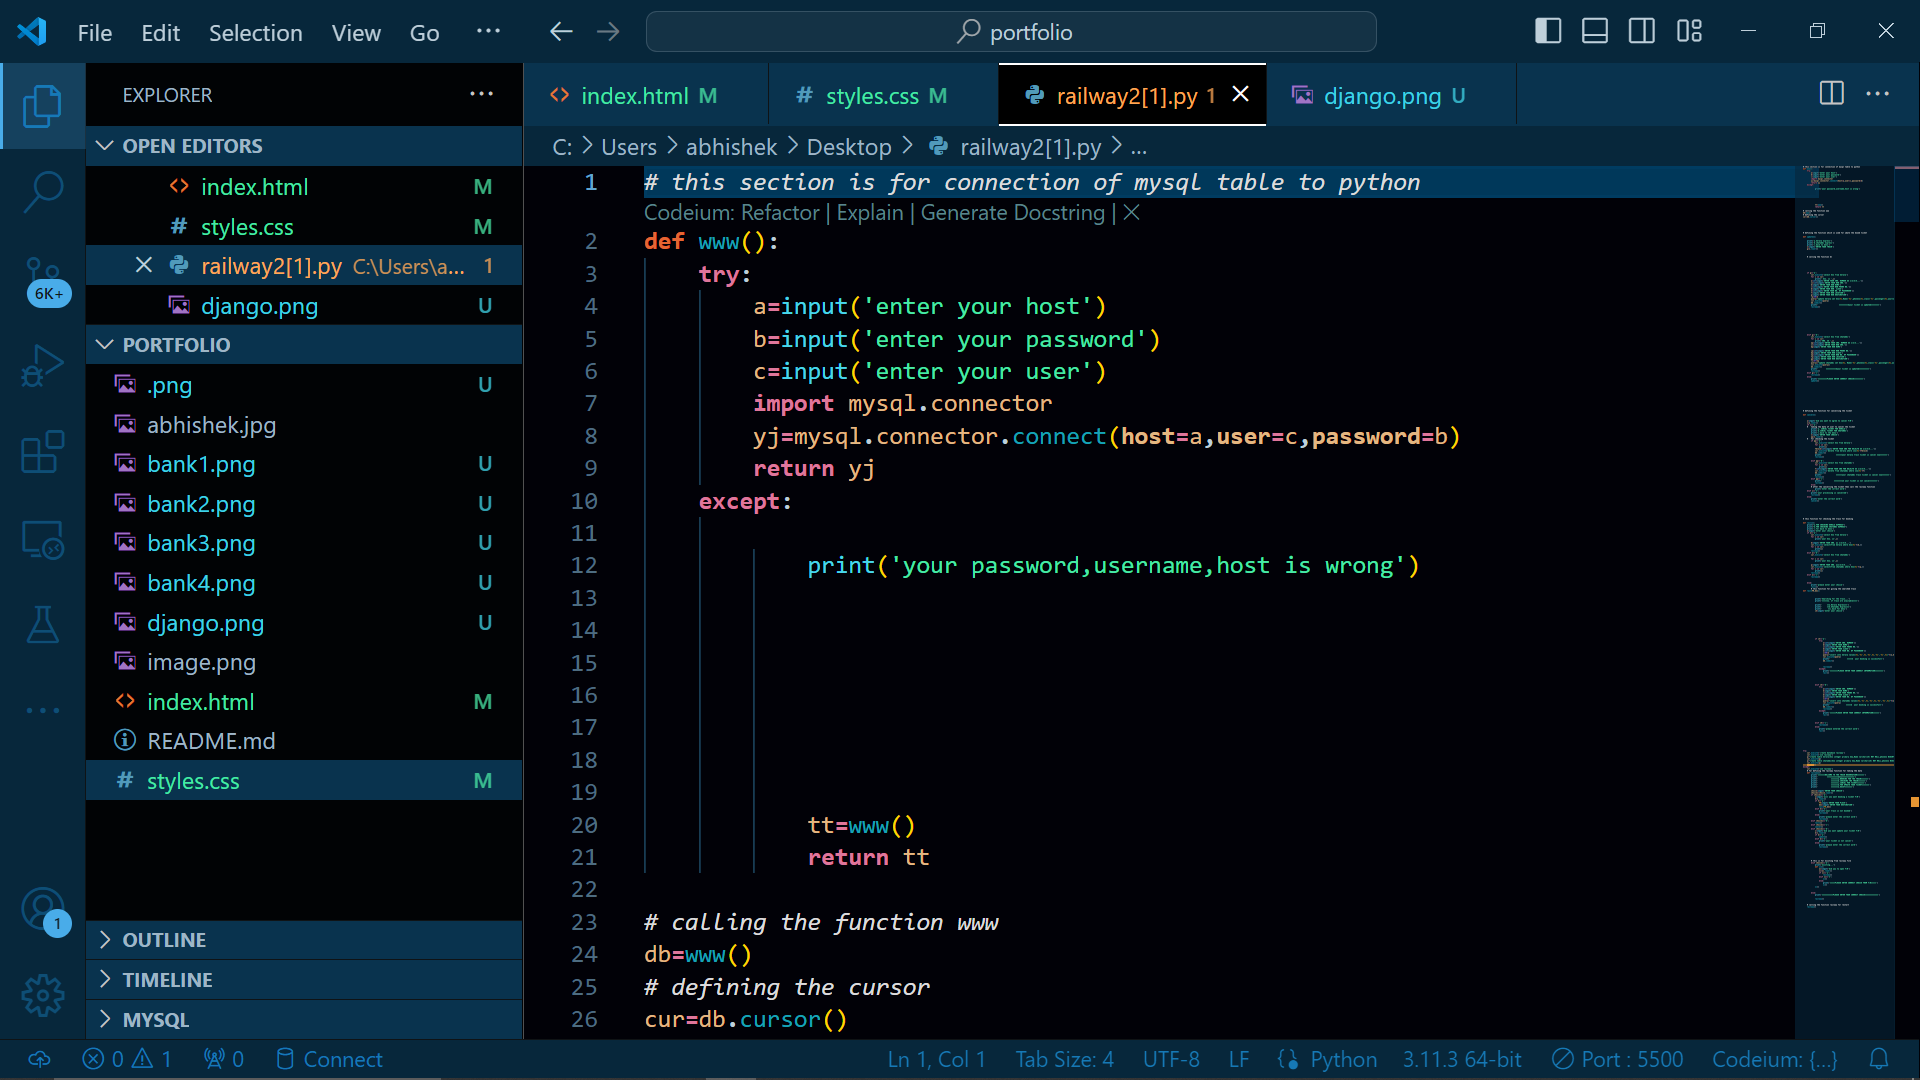 File Edit Selection View Go ··· portfolio
EXPLORER ···
OPEN EDITORS
index.html M
styles.css M
railway2[1].py C:\Users\a... 1
django.png U
PORTFOLIO
.png U
abhishek.jpg
bank1.png U
bank2.png U
bank3.png U
bank4.png U
django.png U
image.png
index.html M
README.md
styles.css M
OUTLINE
TIMELINE
MYSQL
6K+
1
index.html M styles.css M railway2[1].py 1 django.png U
C: > Users > abhishek > Desktop > railway2[1].py > ...
1 # this section is for connection of mysql table to python
Codeium: Refactor | Explain | Generate Docstring | ×
2 def www():
3 try:
4 a=input('enter your host')
5 b=input('enter your password')
6 c=input('enter your user')
7 import mysql.connector
8 yj=mysql.connector.connect(host=a,user=c,password=b)
9 return yj
10 except:
11
12 print('your password,username,host is wrong')
13
14
15
16
17
18
19
20 tt=www()
21 return tt
22
23 # calling the function www
24 db=www()
25 # defining the cursor
26 cur=db.cursor()
0 1 0 Connect Ln 1, Col 1 Tab Size: 4 UTF-8 LF Python 3.11.3 64-bit Port : 5500 Codeium: {...}